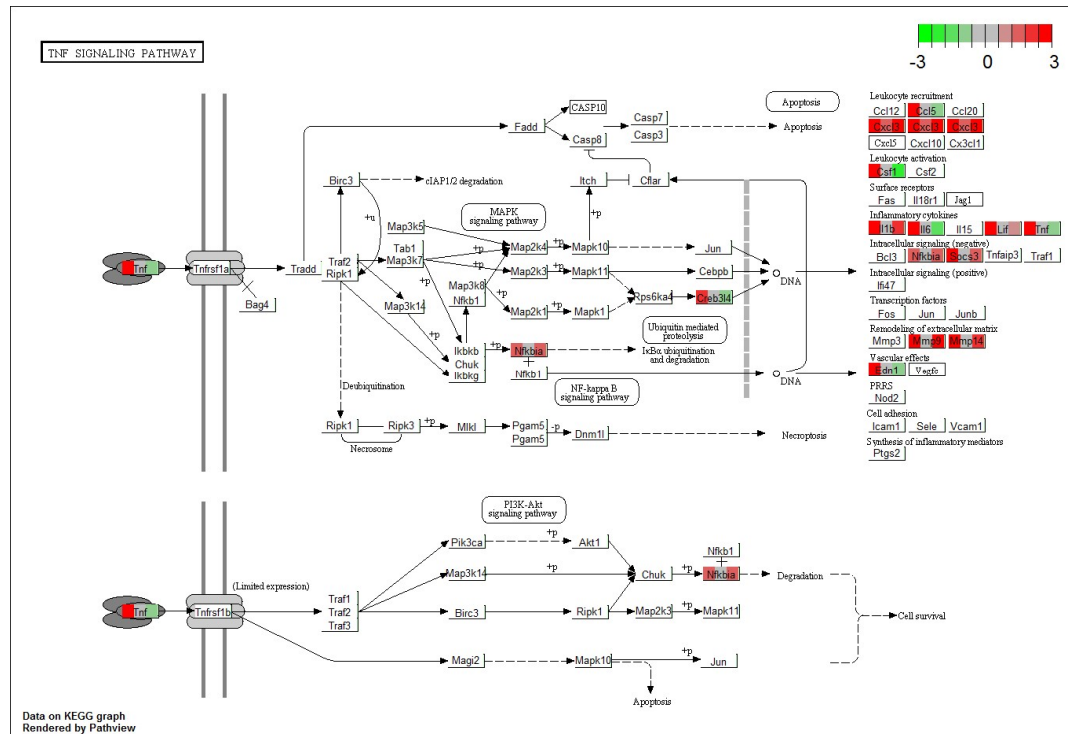 TNF SIGNALING PATHWAY
-3 0 3
Apoptosis
Leukocyte recruitment
Ccl12 Ccl5 Ccl20
Cxcl3 Cxcl3 Cxcl3
Cxcl5 Cxcl10 Cx3cl1
Leukocyte activation
Csf1 Csf2
Surface receptors
Fas Il18r1 Jag1
Inflammatory cytokines
Il1b Il6 Il15 Lif Tnf
Intracellular signaling (negative)
Bcl3 Nfkbia Socs3 Tnfaip3 Traf1
Intracellular signaling (positive)
Ifi47
Transcription factors
Fos Jun Junb
Remodeling of extracellular matrix
Mmp3 Mmp9 Mmp14
Vascular effects
Edn1 Vegfc
PRRS
Nod2
Cell adhesion
Icam1 Sele Vcam1
Synthesis of inflammatory mediators
Ptgs2
CASP10
Fadd Casp7
Casp3 Apoptosis
Casp8
Birc3 cIAP1/2 degradation Itch Cflar
+u
MAPK
signaling pathway
+p
Map3k5
Tab1
Map3k7
Map2k4 +p Mapk10 Jun
Tnf Tnfrsf1a Tradd Traf2
Ripk1
Map2k3 +p Mapk11 Cebpb
DNA
Bag4
Map3k8
Nfkb1
Map3k14
Map2k1 +p Mapk1 Rps6ka4 +p Creb3l4
+p
+p
+p
Ubiquitin mediated
proteolysis
Ikbkb
Chuk
Ikbkg
+p Nfkbia IκBα ubiquitination
and degradation
Nfkb1 DNA
Deubiquitination
NF-kappa B
signaling pathway
Ripk1 Ripk3 +p Mlkl Pgam5
Pgam5
-p Dnm1l Necroptosis
Necrosome
PI3K-Akt
signaling pathway
Pik3ca +p Akt1
Nfkb1
Map3k14 +p Chuk +p Nfkbia Degradation
(Limited expression)
Tnf Tnfrsf1b Traf1
Traf2
Traf3
Birc3 Ripk1 Map2k3 +p Mapk11
Cell survival
Magi2 Mapk10 +p Jun
Apoptosis
Data on KEGG graph
Rendered by Pathview